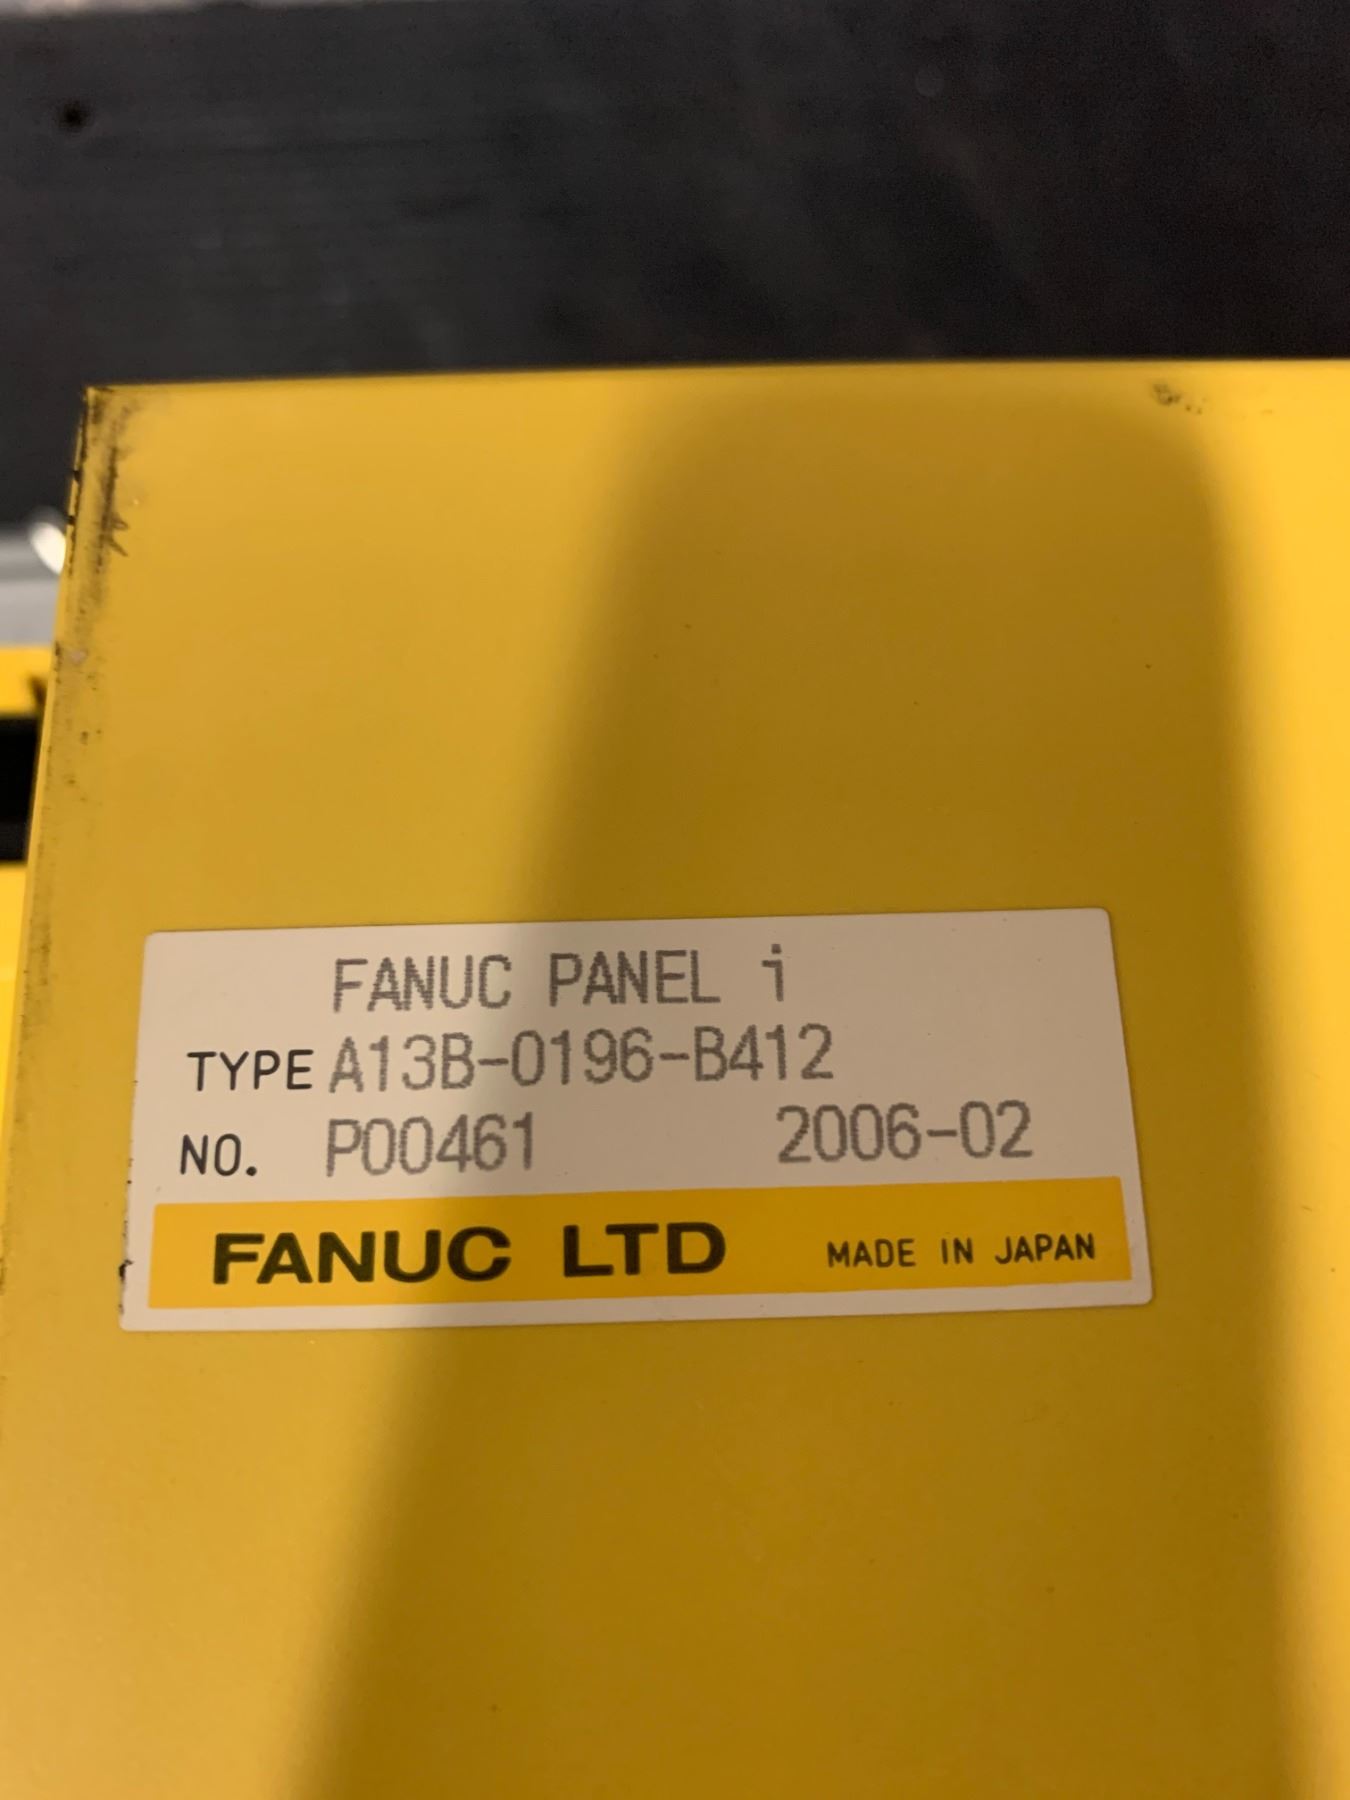 FANUC PANEL i
TYPE A13B-0196-B412
NO. P00461 2006-02
FANUC LTD MADE IN JAPAN